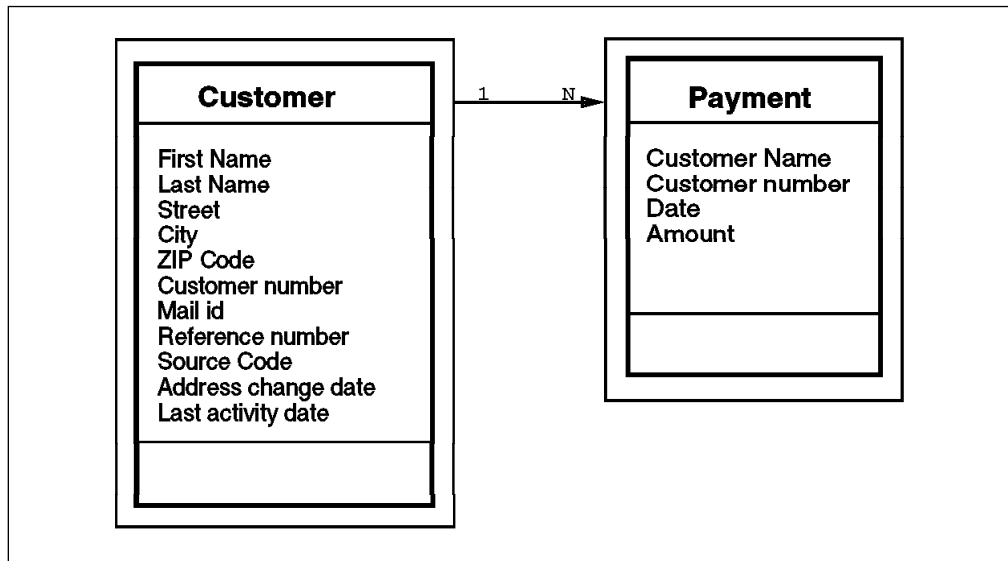 Customer
First Name
Last Name
Street
City
ZIP Code
Customer number
Mail id
Reference number
Source Code
Address change date
Last activity date
1 N
Payment
Customer Name
Customer number
Date
Amount